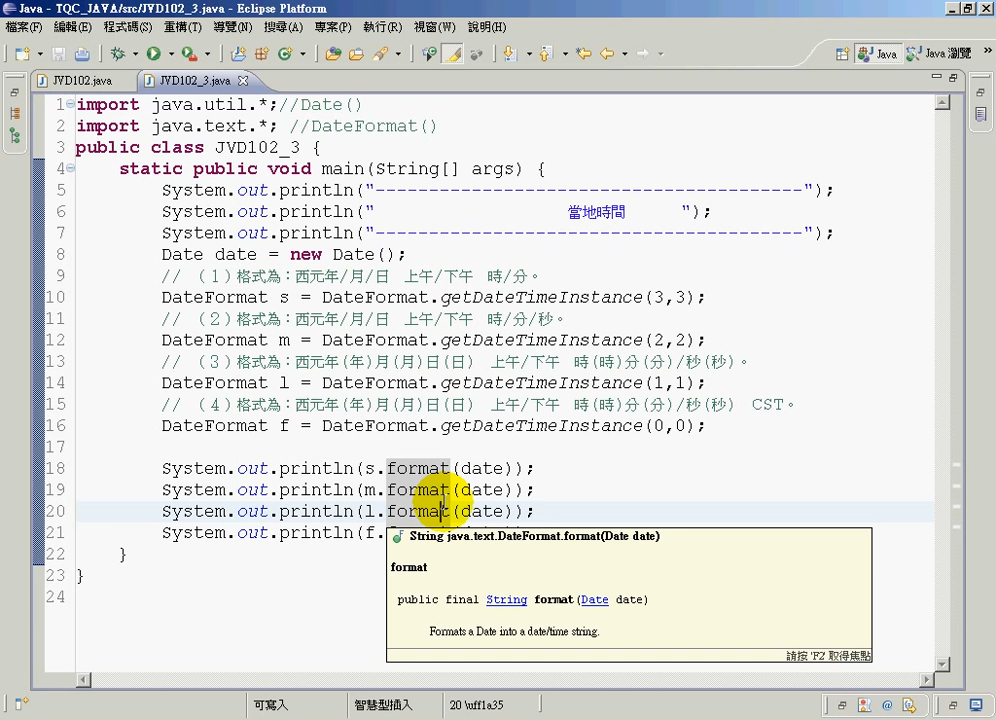 Java - TQC_JAVA/src/JVD102_3.java - Eclipse Platform
檔案(F) 編輯(E) 程式碼(S) 重構(T) 導覽(N) 搜尋(A) 專案(P) 執行(R) 視窗(W) 說明(H)
Java Java 瀏覽 »
JVD102.java JVD102_3.java
1 import java.util.*;//Date()
2 import java.text.*; //DateFormat()
3 public class JVD102_3 {
4 static public void main(String[] args) {
5 System.out.println("----------------------------------------");
6 System.out.println(" 當地時間 ");
7 System.out.println("----------------------------------------");
8 Date date = new Date();
9 // （1）格式為：西元年/月/日 上午/下午 時/分。
10 DateFormat s = DateFormat.getDateTimeInstance(3,3);
11 // （2）格式為：西元年/月/日 上午/下午 時/分/秒。
12 DateFormat m = DateFormat.getDateTimeInstance(2,2);
13 // （3）格式為：西元年(年)月(月)日(日) 上午/下午 時(時)分(分)/秒(秒)。
14 DateFormat l = DateFormat.getDateTimeInstance(1,1);
15 // （4）格式為：西元年(年)月(月)日(日) 上午/下午 時(時)分(分)/秒(秒) CST。
16 DateFormat f = DateFormat.getDateTimeInstance(0,0);
17
18 System.out.println(s.format(date));
19 System.out.println(m.format(date));
20 System.out.println(l.format(date));
21 System.out.println(f.
22 }
23 }
24
String java.text.DateFormat.format(Date date)
format
public final String format(Date date)
Formats a Date into a date/time string.
請按 'F2' 取得焦點
可寫入 智慧型插入 20 \uff1a35